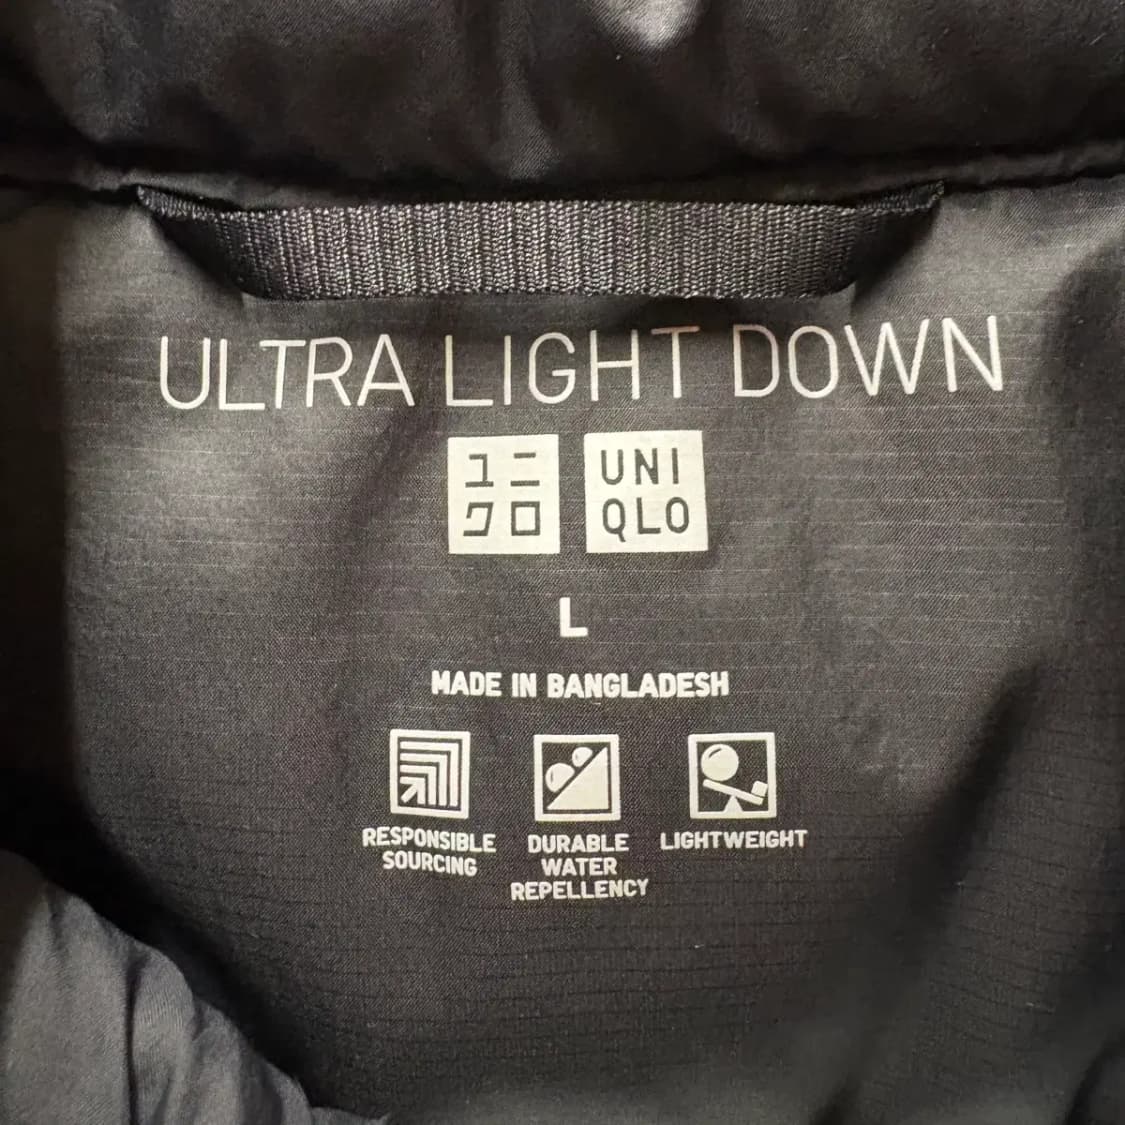 ULTRA LIGHT DOWN
ユニ
クロ
UNI
QLO
L
MADE IN BANGLADESH
RESPONSIBLE
SOURCING
DURABLE
WATER
REPELLENCY
LIGHTWEIGHT